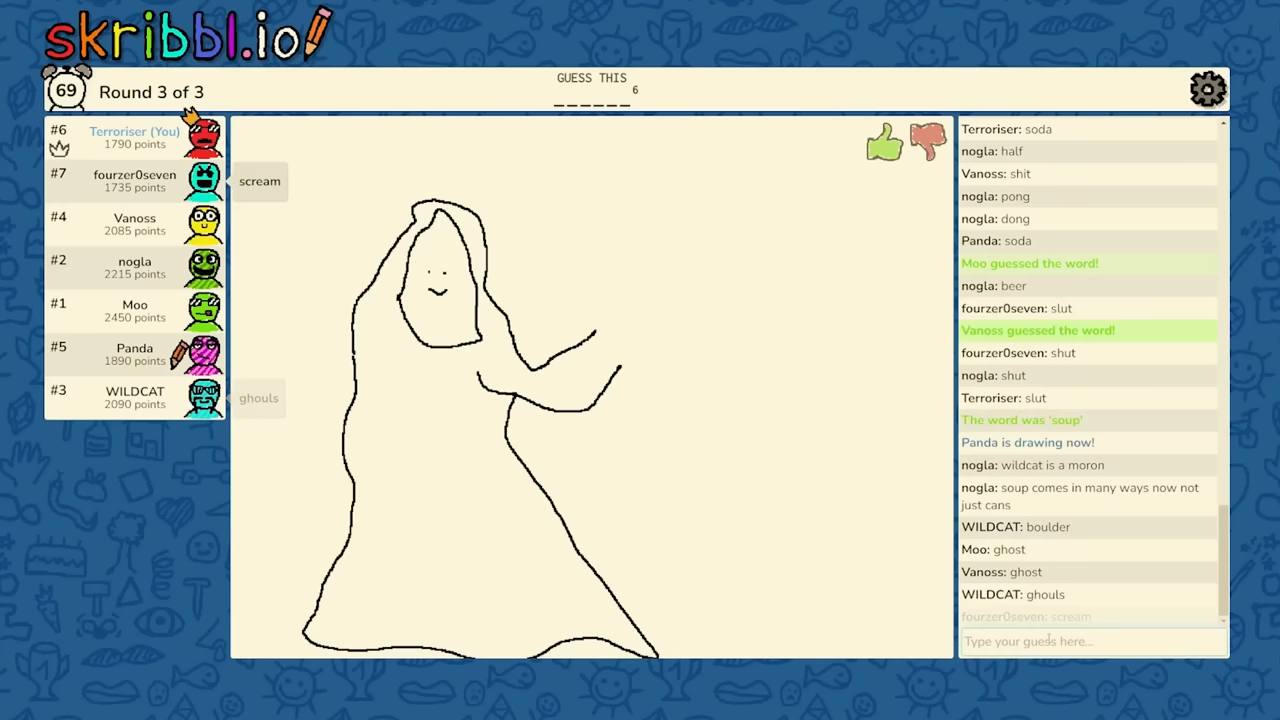 skribbl.io
69
Round 3 of 3
GUESS THIS
______ 6
#6
Terroriser (You)
1790 points
#7
fourzer0seven
1735 points
scream
#4
Vanoss
2085 points
#2
nogla
2215 points
#1
Moo
2450 points
#5
Panda
1890 points
#3
WILDCAT
2090 points
ghouls
Terroriser: soda
nogla: half
Vanoss: shit
nogla: pong
nogla: dong
Panda: soda
Moo guessed the word!
nogla: beer
fourzer0seven: slut
Vanoss guessed the word!
fourzer0seven: shut
nogla: shut
Terroriser: slut
The word was 'soup'
Panda is drawing now!
nogla: wildcat is a moron
nogla: soup comes in many ways now not
just cans
WILDCAT: boulder
Moo: ghost
Vanoss: ghost
WILDCAT: ghouls
fourzer0seven: scream
Type your guess here...